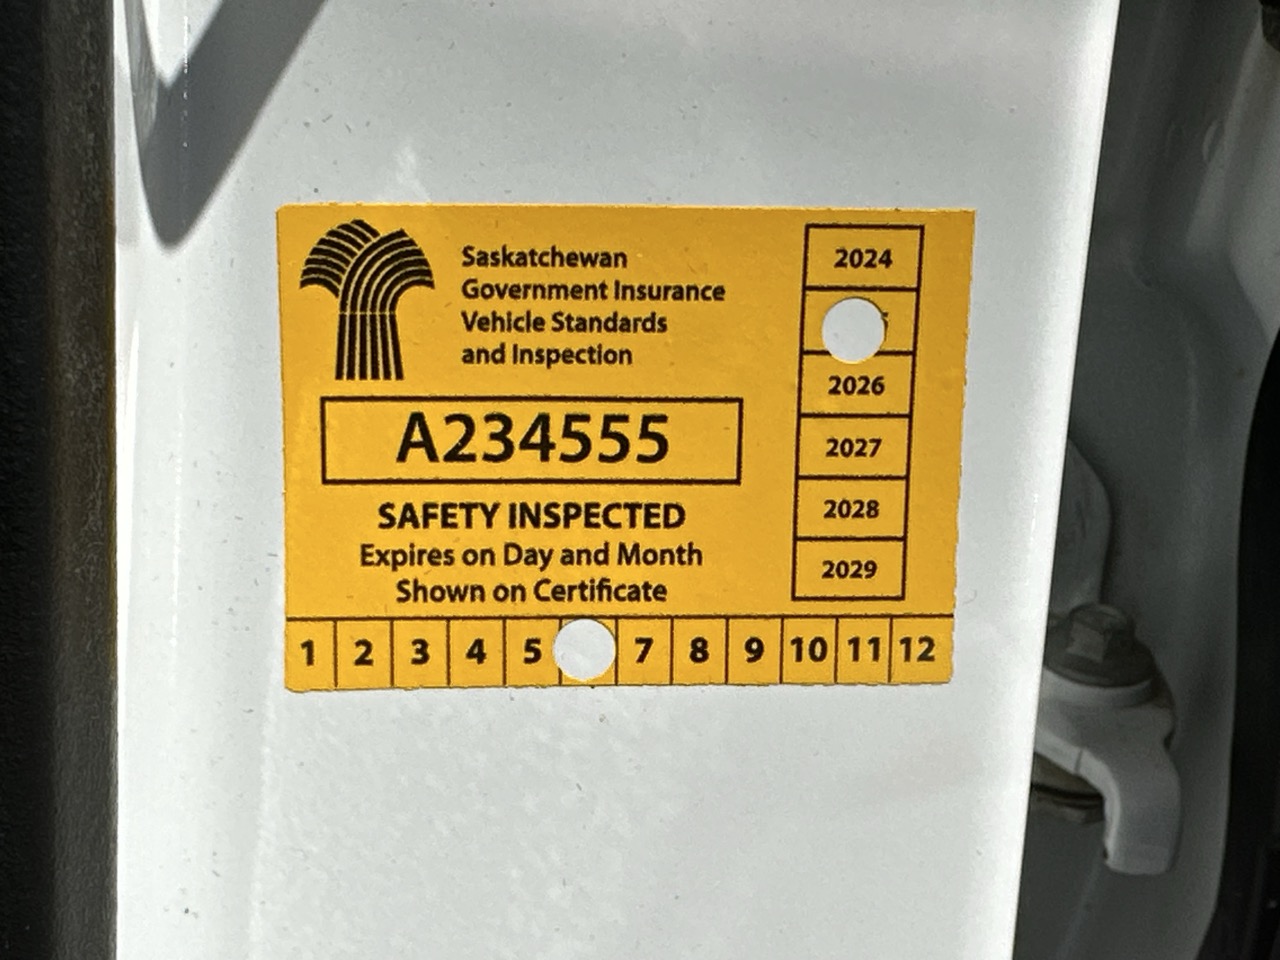 Saskatchewan
Government Insurance
Vehicle Standards
and Inspection
A234555
SAFETY INSPECTED
Expires on Day and Month
Shown on Certificate
2024
2026
2027
2028
2029
1 2 3 4 5 7 8 9 10 11 12